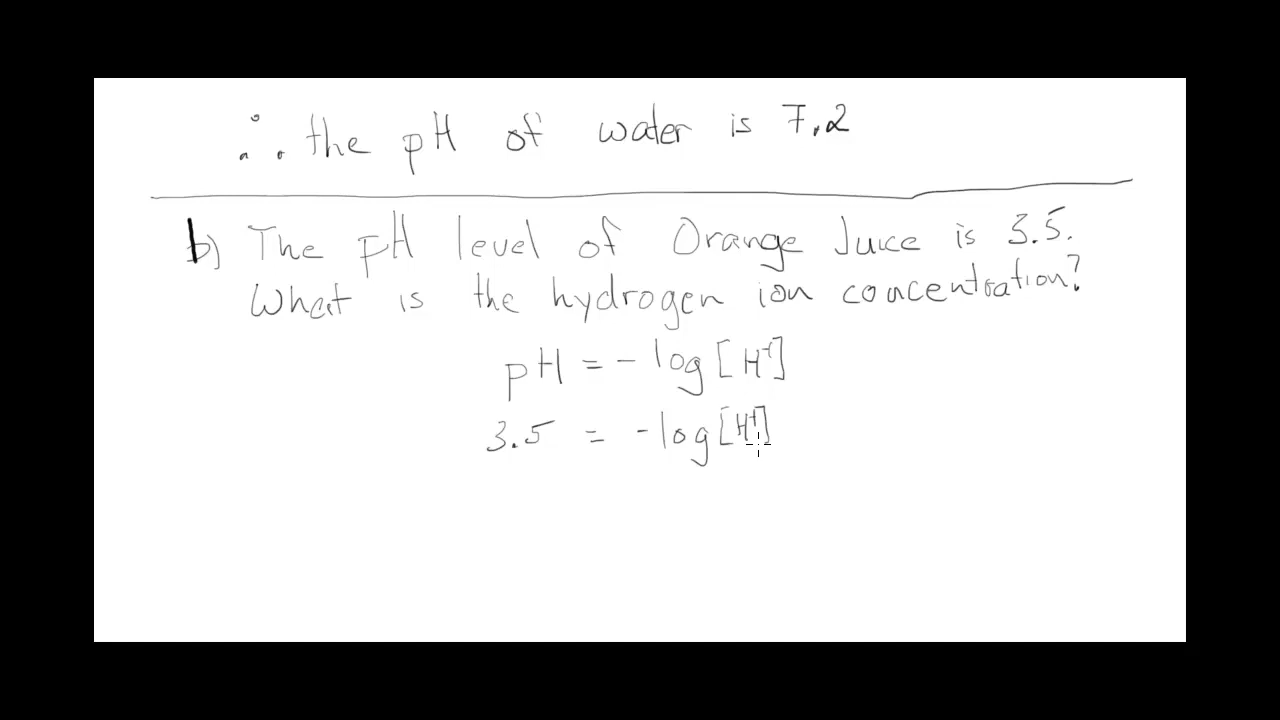 ∴ the pH of water is 7.2
b) The pH level of Orange Juice is 3.5.
What is the hydrogen ion concentration?
pH = - log [H⁺]
3.5 = - log [H⁺]